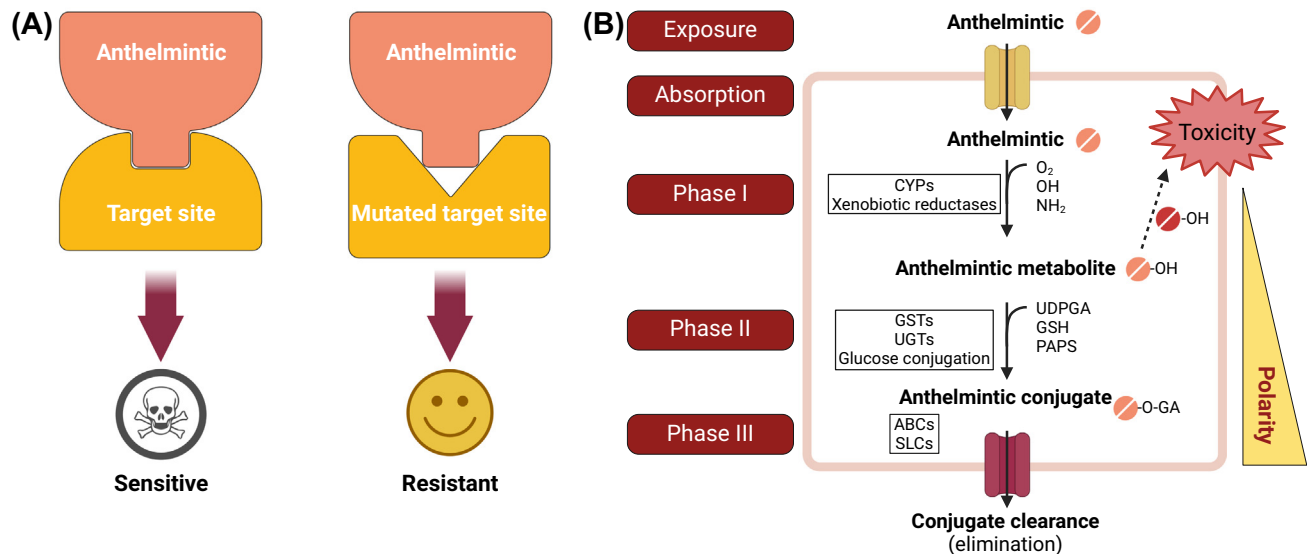 (A)
Anthelmintic
Target site
Sensitive
Anthelmintic
Mutated target site
Resistant
(B)
Exposure
Absorption
Phase I
Phase II
Phase III
Anthelmintic
Anthelmintic
CYPs
Xenobiotic reductases
O₂
OH
NH₂
Toxicity
-OH
Anthelmintic metabolite
-OH
GSTs
UGTs
Glucose conjugation
UDPGA
GSH
PAPS
Anthelmintic conjugate
-O-GA
ABCs
SLCs
Conjugate clearance
(elimination)
Polarity